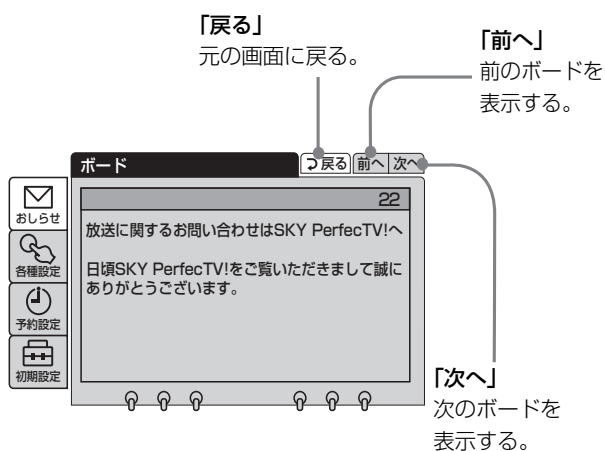 「戻る」
元の画面に戻る。
「前へ」
前のボードを
表示する。
ボード
戻る
前へ
次へ
おしらせ
各種設定
予約設定
初期設定
22
放送に関するお問い合わせはSKY PerfecTV!へ
日頃SKY PerfecTV!をご覧いただきまして誠に
ありがとうございます。
「次へ」
次のボードを
表示する。